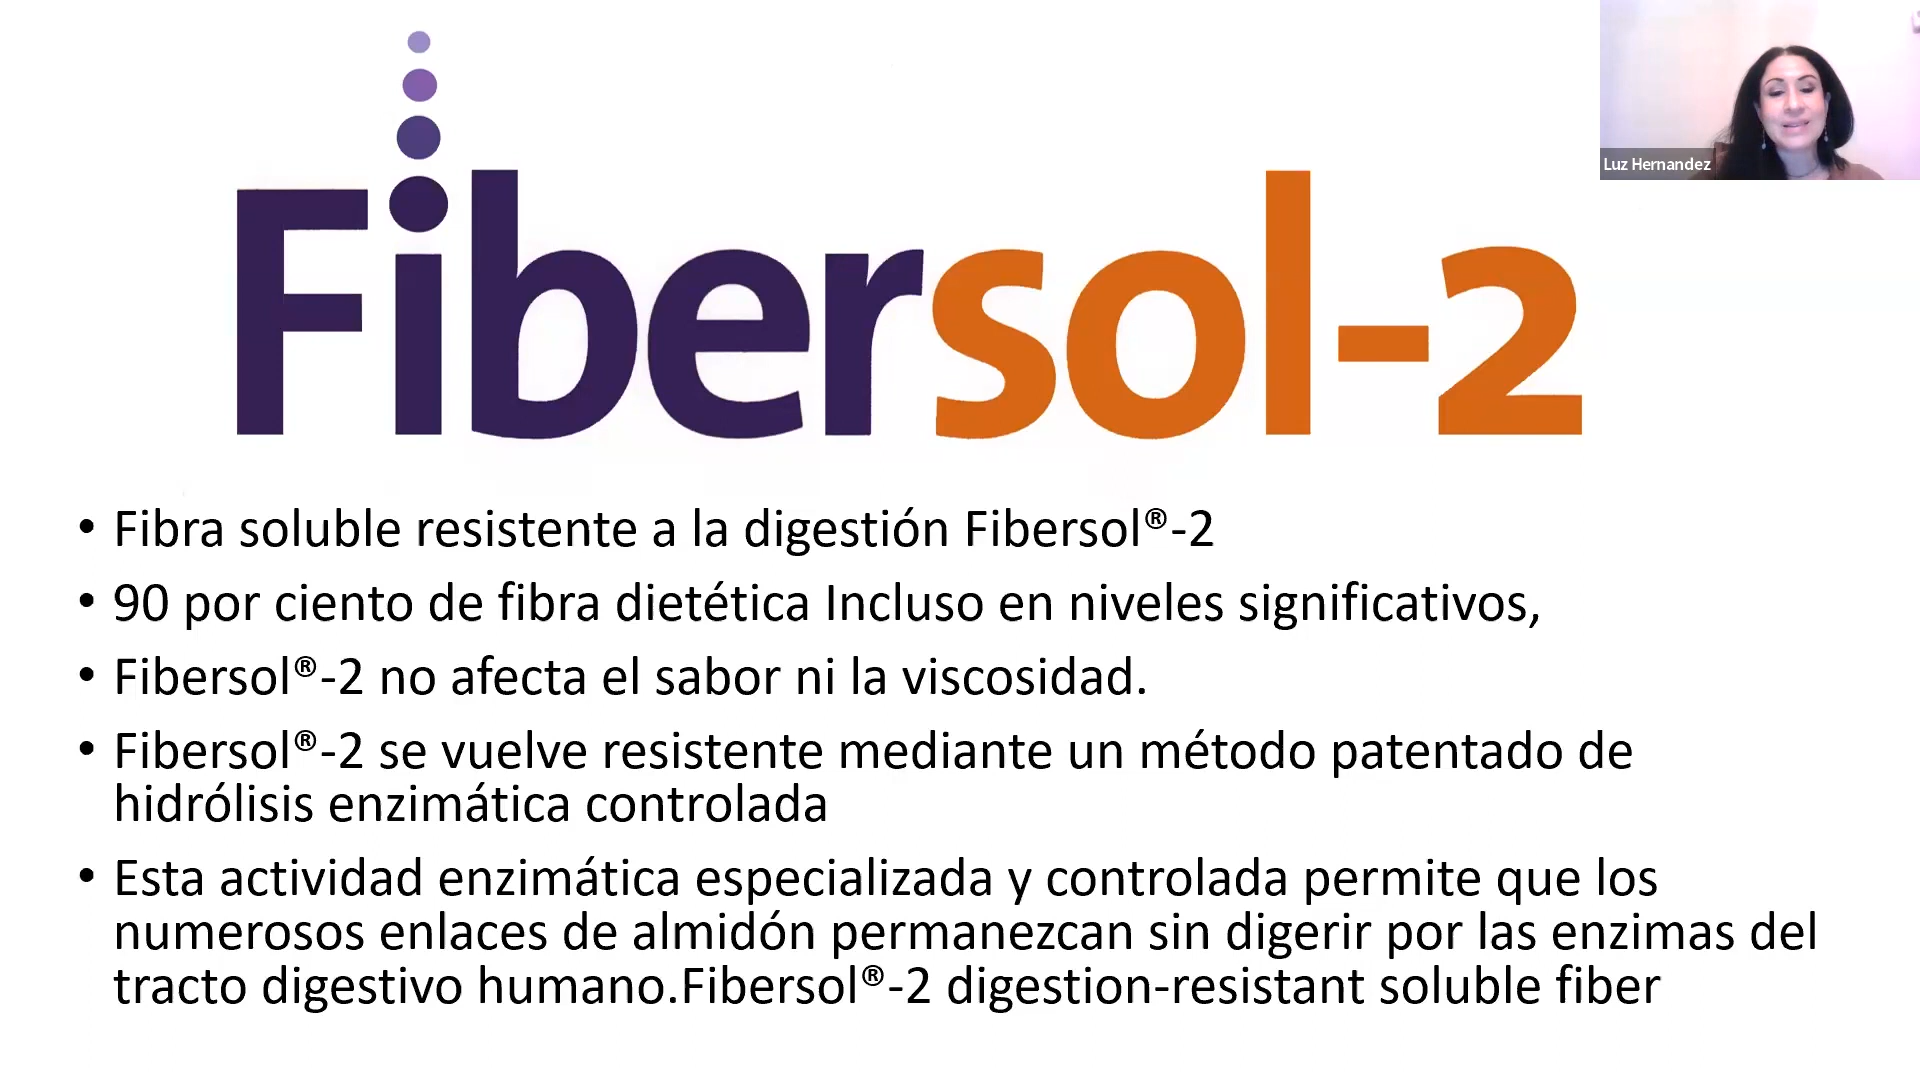 Fibersol-2
Luz Hernandez
• Fibra soluble resistente a la digestión Fibersol®-2
• 90 por ciento de fibra dietética Incluso en niveles significativos,
• Fibersol®-2 no afecta el sabor ni la viscosidad.
• Fibersol®-2 se vuelve resistente mediante un método patentado de
hidrólisis enzimática controlada
• Esta actividad enzimática especializada y controlada permite que los
numerosos enlaces de almidón permanezcan sin digerir por las enzimas del
tracto digestivo humano.Fibersol®-2 digestion-resistant soluble fiber